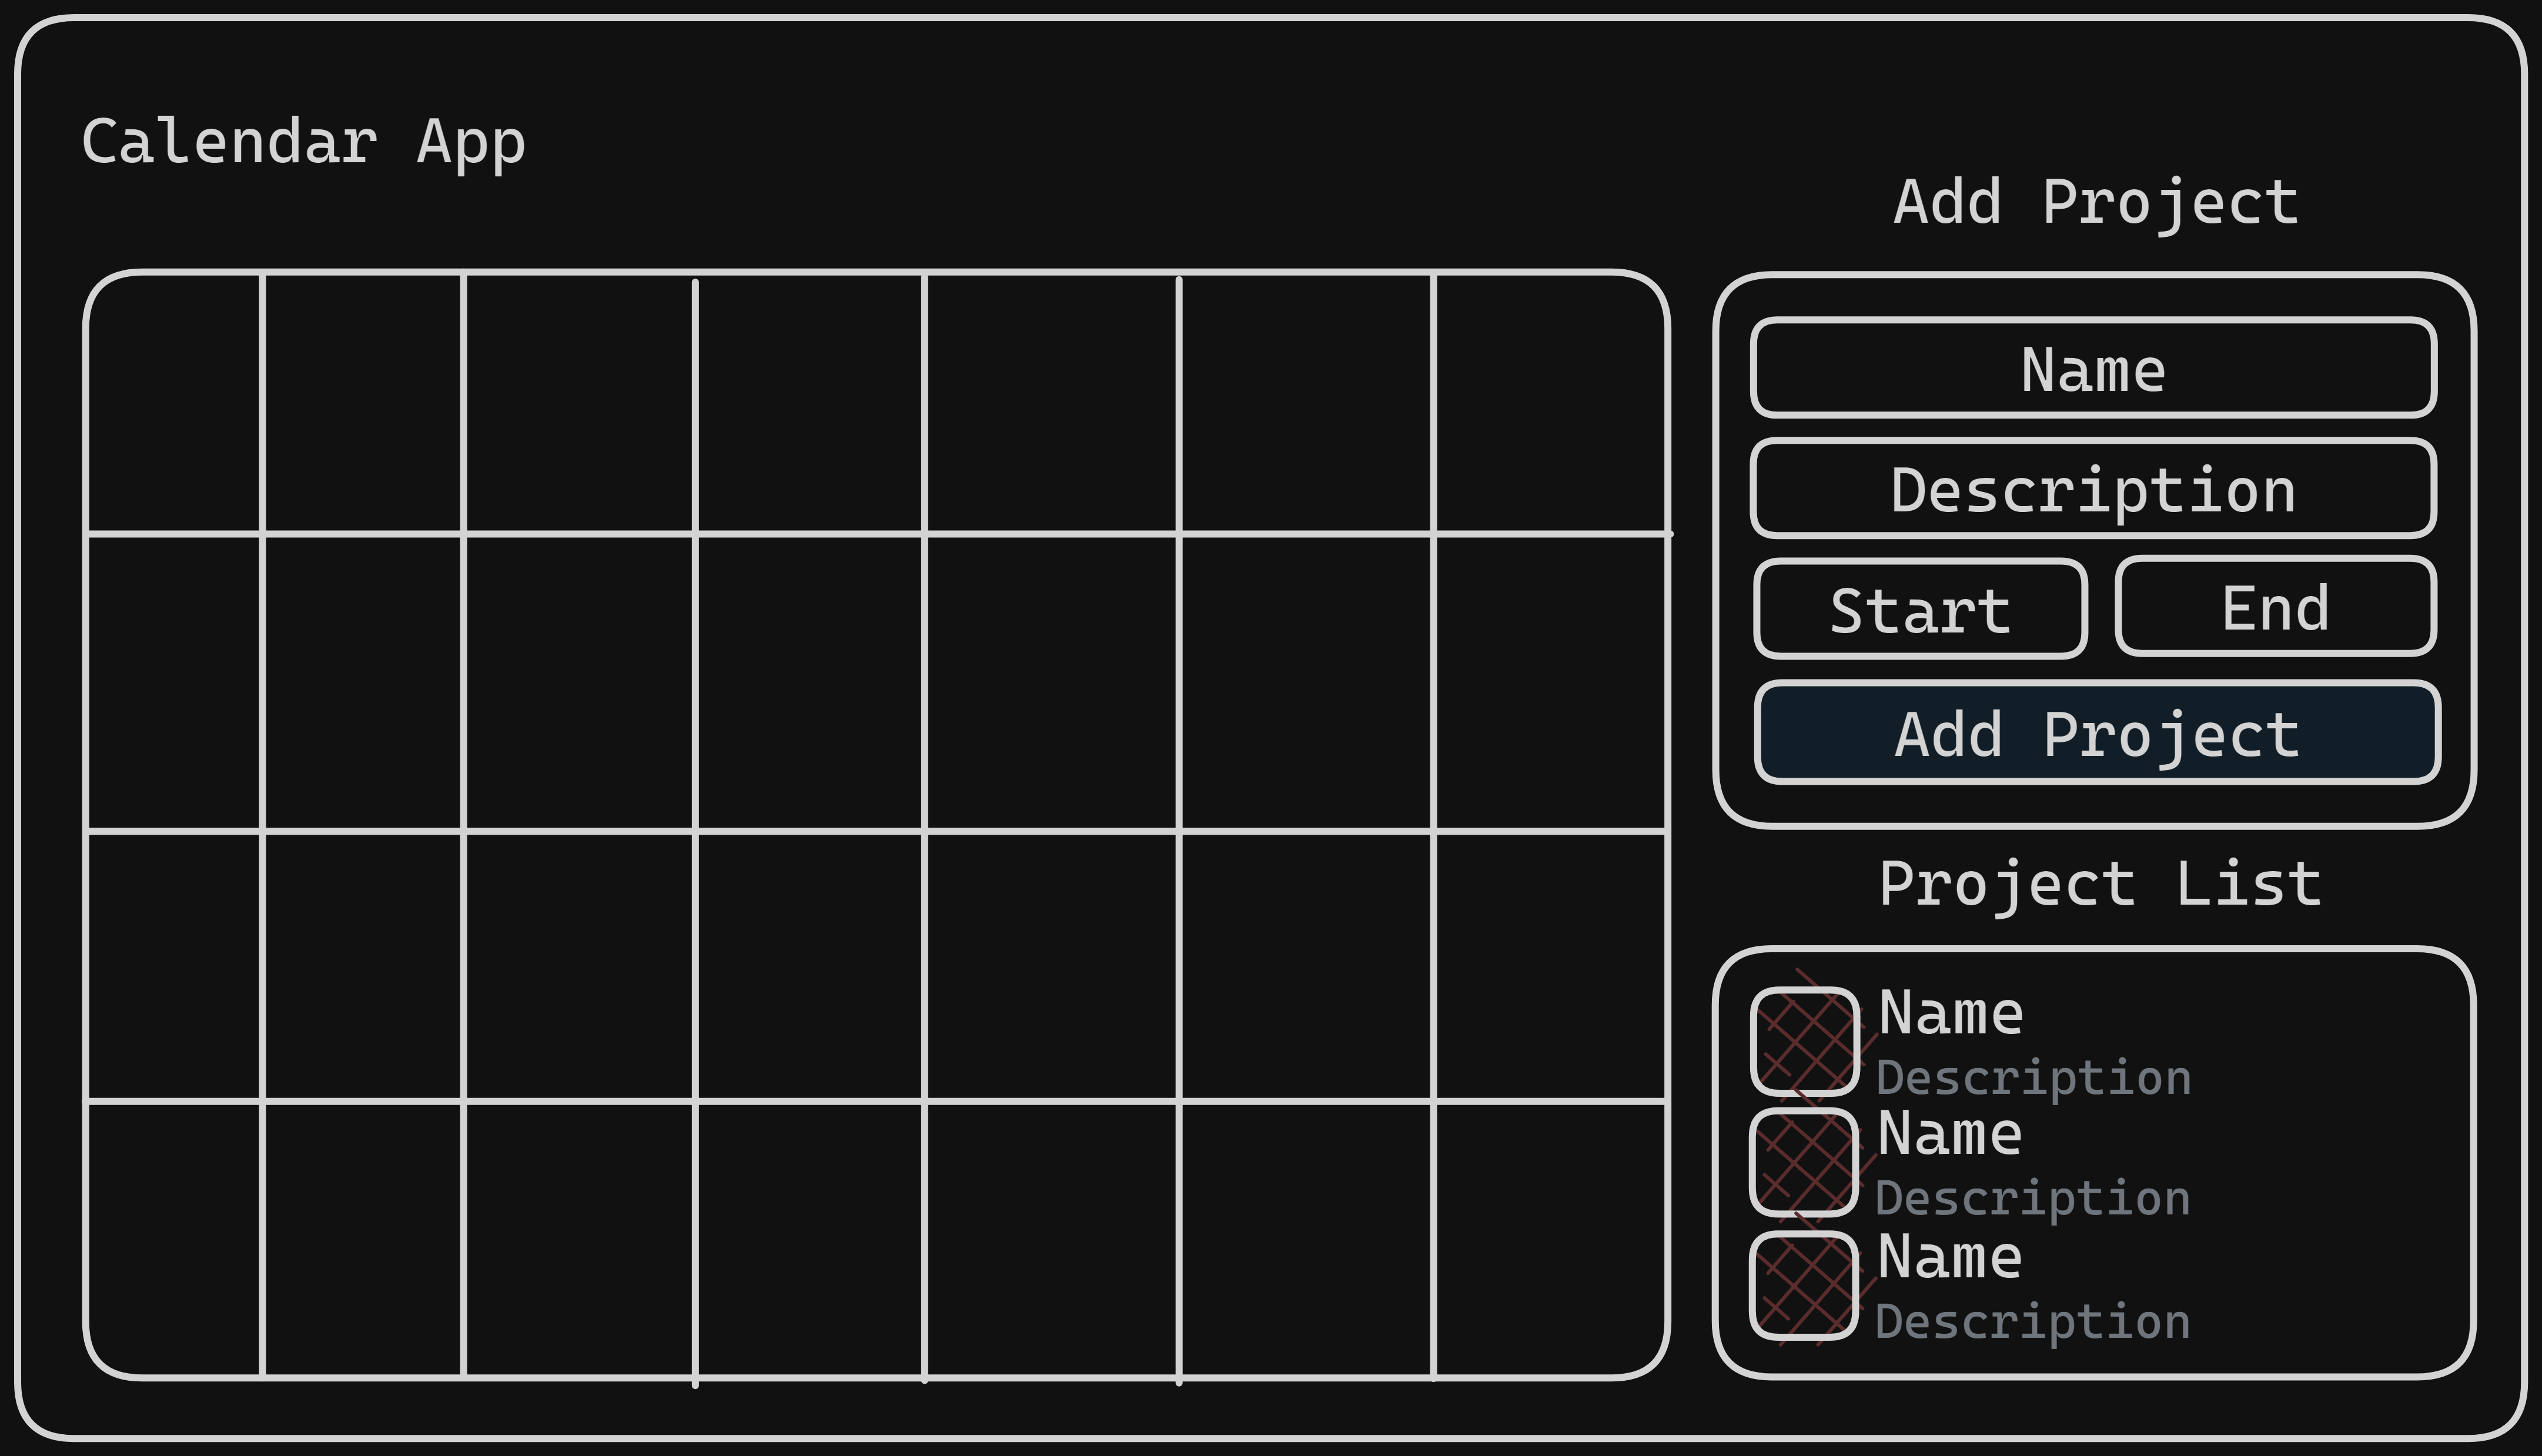 Calendar App
Add Project
Name
Description
Start
End
Add Project
Project List
Name
Description
Name
Description
Name
Description